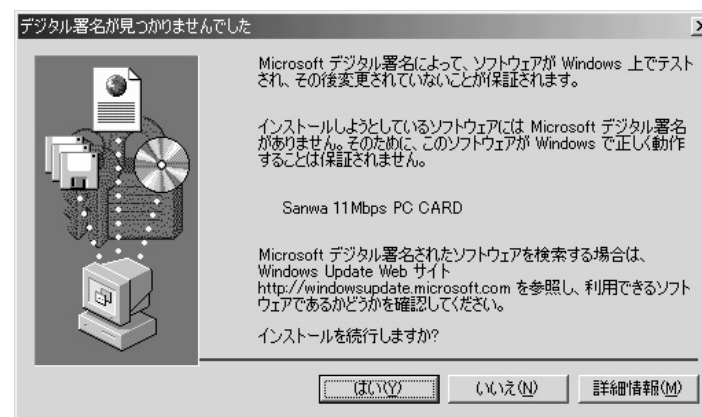 デジタル署名が見つかりませんでした
Microsoft デジタル署名によって、ソフトウェアが Windows 上でテスト
され、その後変更されていないことが保証されます。
インストールしようとしているソフトウェアには Microsoft デジタル署名
がありません。そのために、このソフトウェアが Windows で正しく動作
することは保証されません。
Sanwa 11Mbps PC CARD
Microsoft デジタル署名されたソフトウェアを検索する場合は、
Windows Update Web サイト
http://windowsupdate.microsoft.com を参照し、利用できるソフト
ウェアであるかどうかを確認してください。
インストールを続行しますか?
はい(Y) いいえ(N) 詳細情報(M)